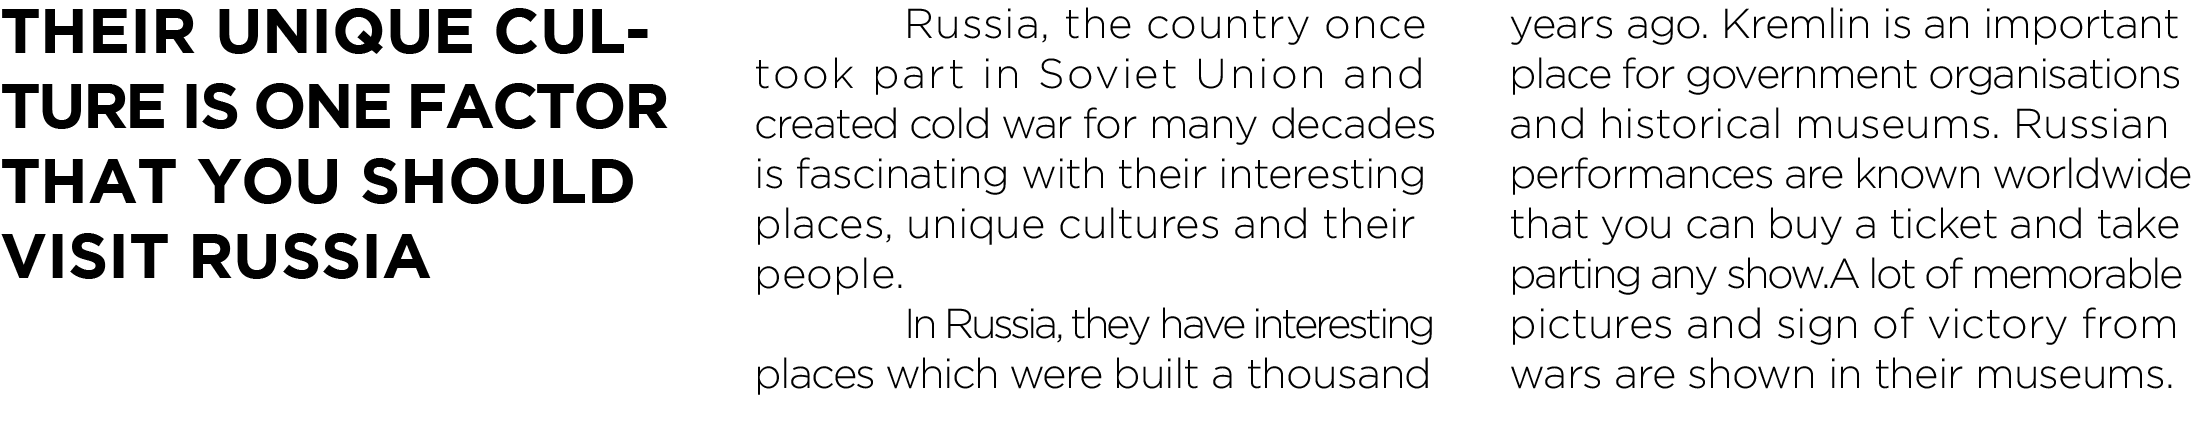 THEIR UNIQUE CUL-
TURE IS ONE FACTOR
THAT YOU SHOULD
VISIT RUSSIA
Russia, the country once
took part in Soviet Union and
created cold war for many decades
is fascinating with their interesting
places, unique cultures and their
people.
In Russia, they have interesting
places which were built a thousand
years ago. Kremlin is an important
place for government organisations
and historical museums. Russian
performances are known worldwide
that you can buy a ticket and take
parting any show.A lot of memorable
pictures and sign of victory from
wars are shown in their museums.